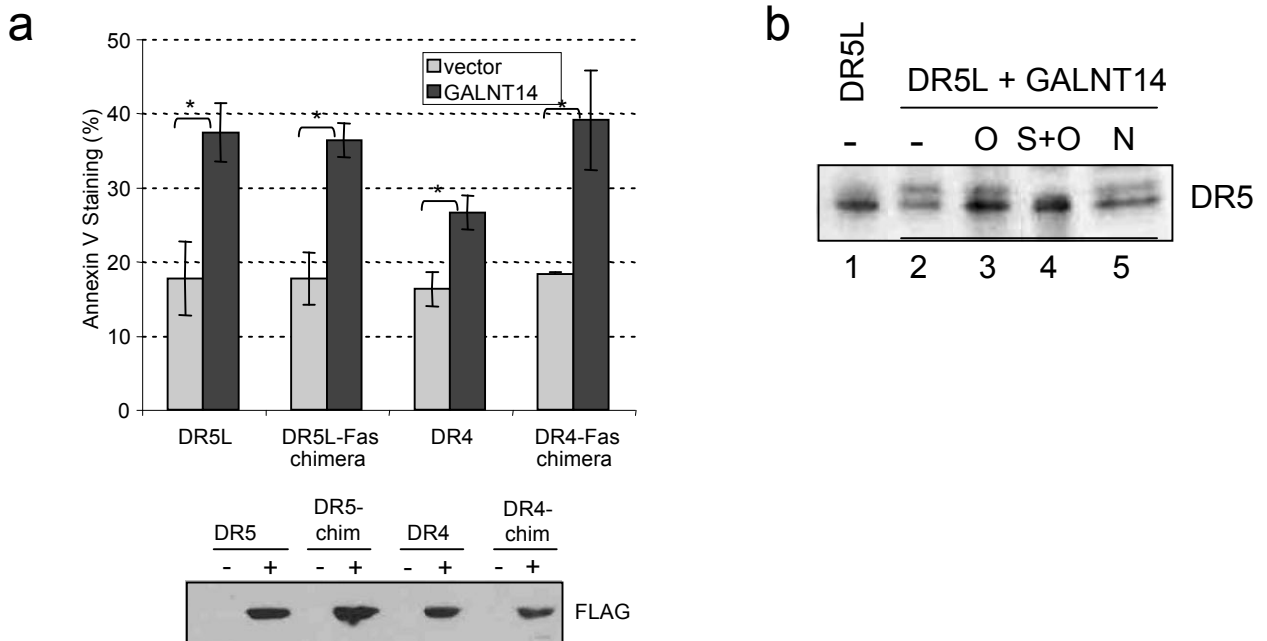 a
50
40
30
20
10
0
Annexin V Staining (%)
vector
GALNT14
* * * *
DR5L DR5L-Fas chimera DR4 DR4-Fas chimera
DR5 DR5-chim DR4 DR4-chim
- + - + - + - +
FLAG
b
DR5L
DR5L + GALNT14
- - O S+O N
DR5
1 2 3 4 5